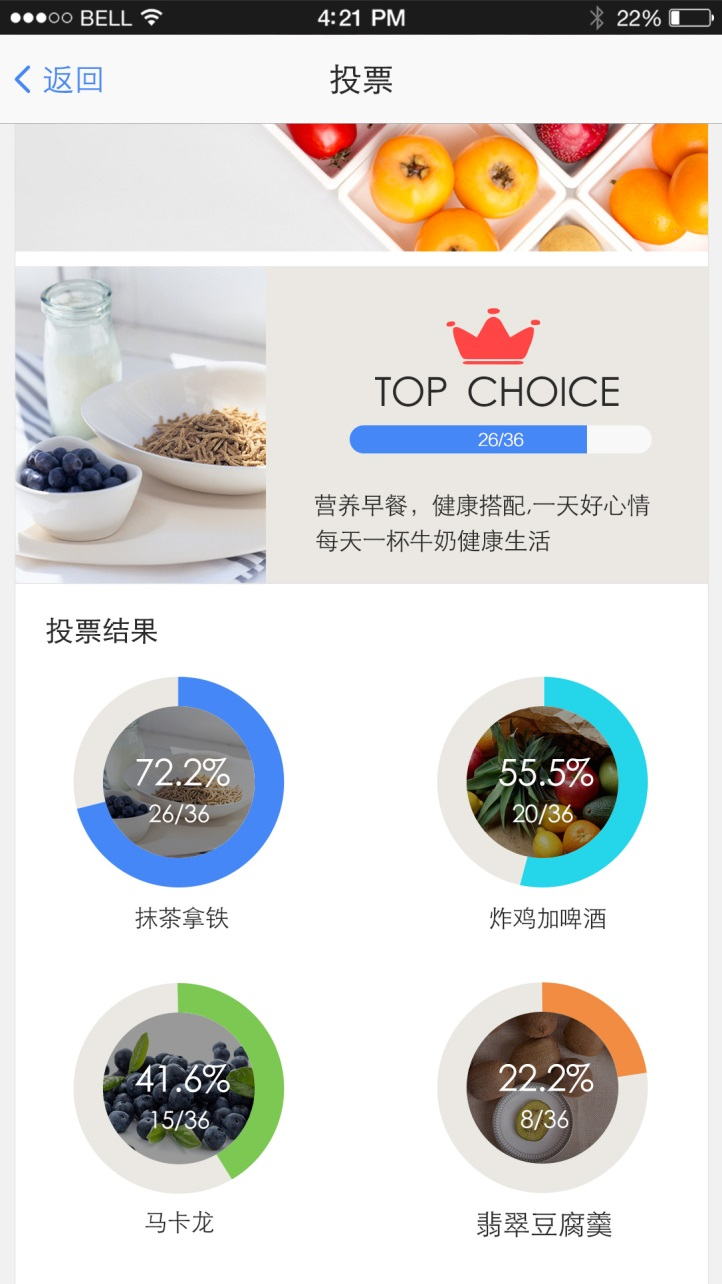 BELL 4:21 PM 22%
返回 投票
TOP CHOICE
26/36
营养早餐，健康搭配,一天好心情
每天一杯牛奶健康生活
投票结果
72.2%
26/36
抹茶拿铁
55.5%
20/36
炸鸡加啤酒
41.6%
15/36
马卡龙
22.2%
8/36
翡翠豆腐羹